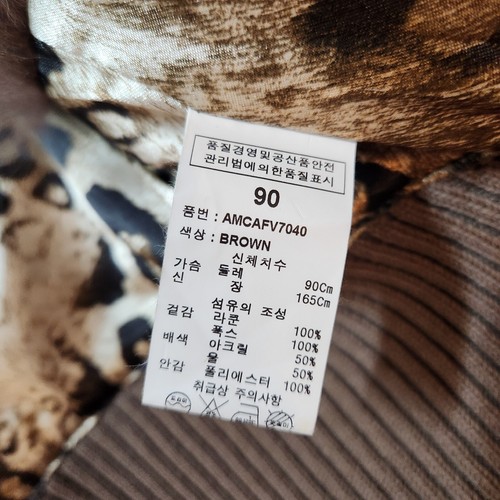 품질경영및공산품안전
관리법에의한품질표시
90
품번 : AMCAFV7040
색상 : BROWN
신체치수
가슴 둘레 90Cm
신 장 165Cm
섬유의 조성
겉감 라쿤 100%
폭스 100%
배색 아크릴 50%
울 50%
안감 폴리에스터 100%
취급상 주의사항